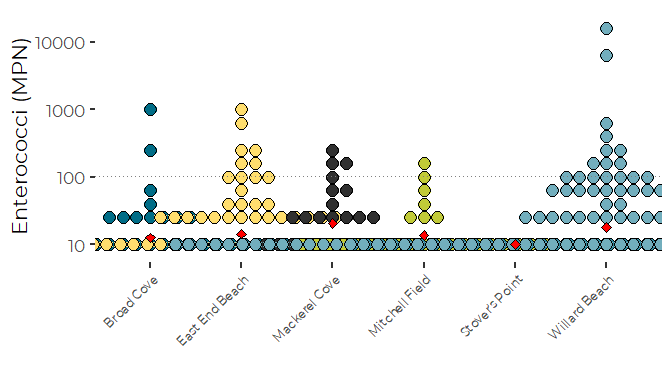 Enterococci (MPN)
10000
1000
100
10
Broad Cove
East End Beach
Mackerel Cove
Mitchell Field
Stover's Point
Willard Beach